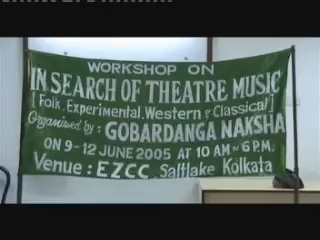 WORKSHOP ON
IN SEARCH OF THEATRE MUSIC
[Folk, Experimental, Western & Classical]
Organised by : GOBARDANGA NAKSHA
ON 9-12 JUNE 2005 AT 10 AM - 6 P.M.
Venue : EZCC, Saltlake, Kolkata